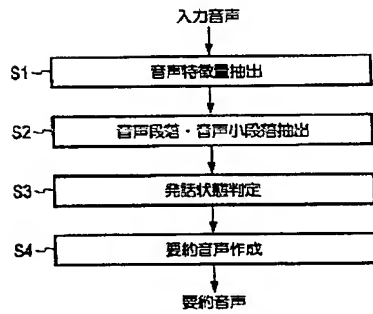 入力音声
S1 音声特徴量抽出
S2 音声段落・音声小段落抽出
S3 発話状態判定
S4 要約音声作成
要約音声